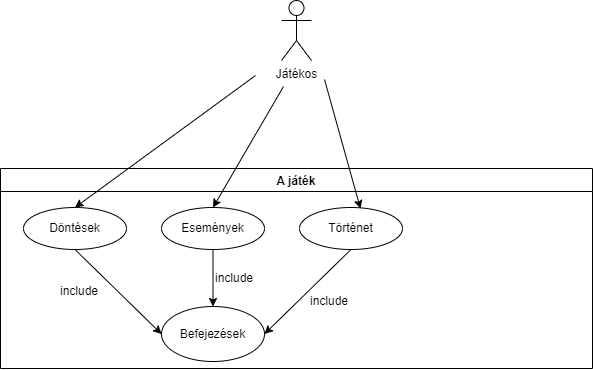 Játékos
A játék
Döntések
Események
Történet
include
include
include
Befejezések